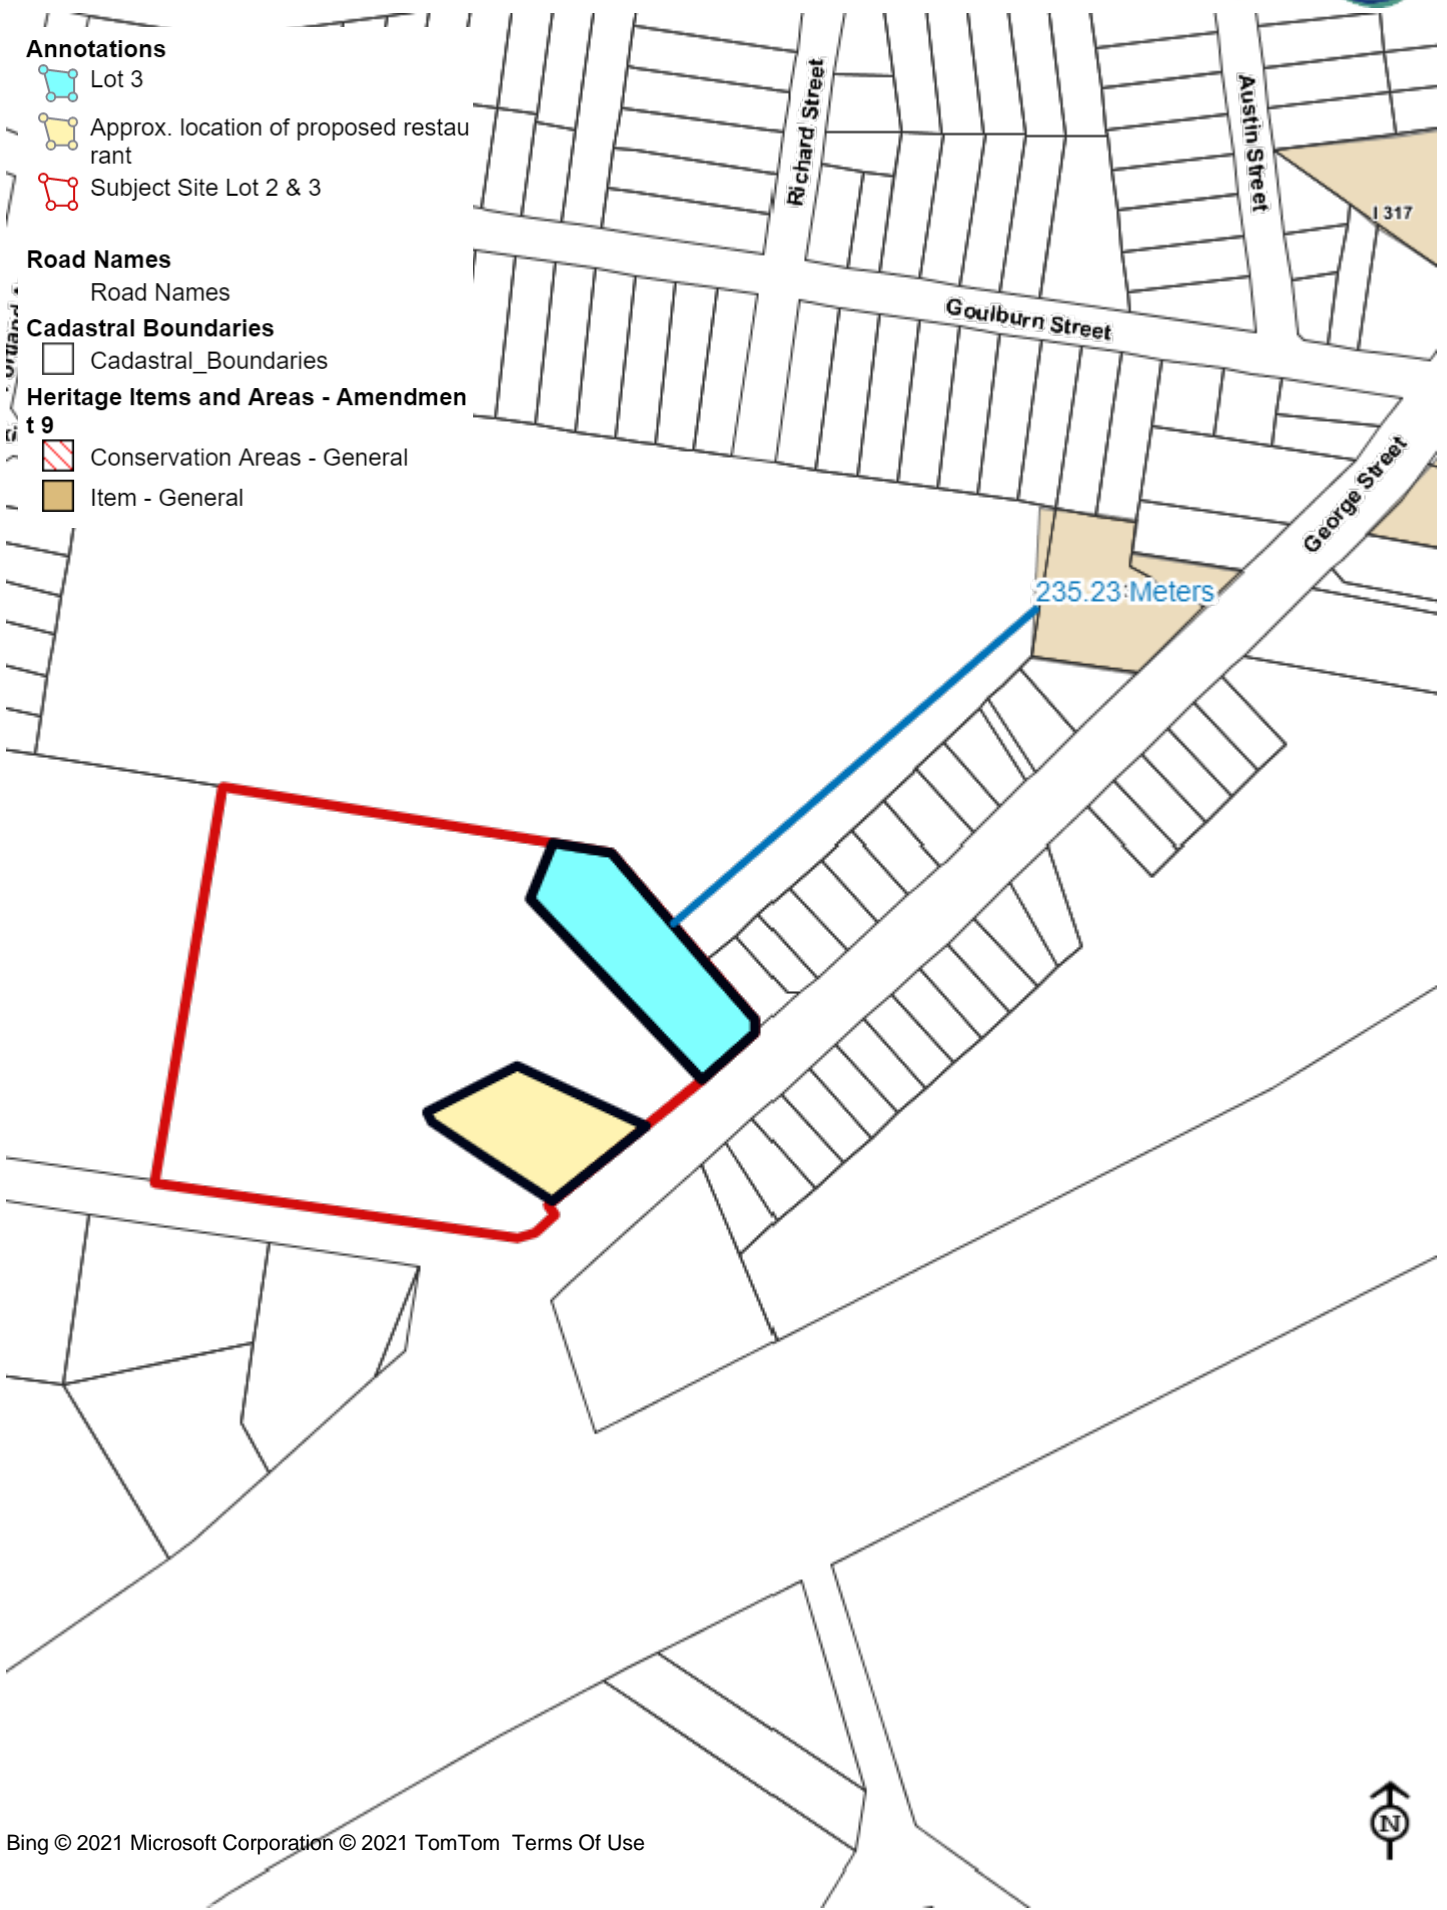 Annotations
Lot 3
Approx. location of proposed restau
rant
Subject Site Lot 2 & 3
Road Names
Road Names
Cadastral Boundaries
Cadastral_Boundaries
Heritage Items and Areas - Amendmen
t 9
Conservation Areas - General
Item - General
Richard Street
Austin Street
I 317
Goulburn Street
George Street
235.23 Meters
N
Bing © 2021 Microsoft Corporation © 2021 TomTom Terms Of Use